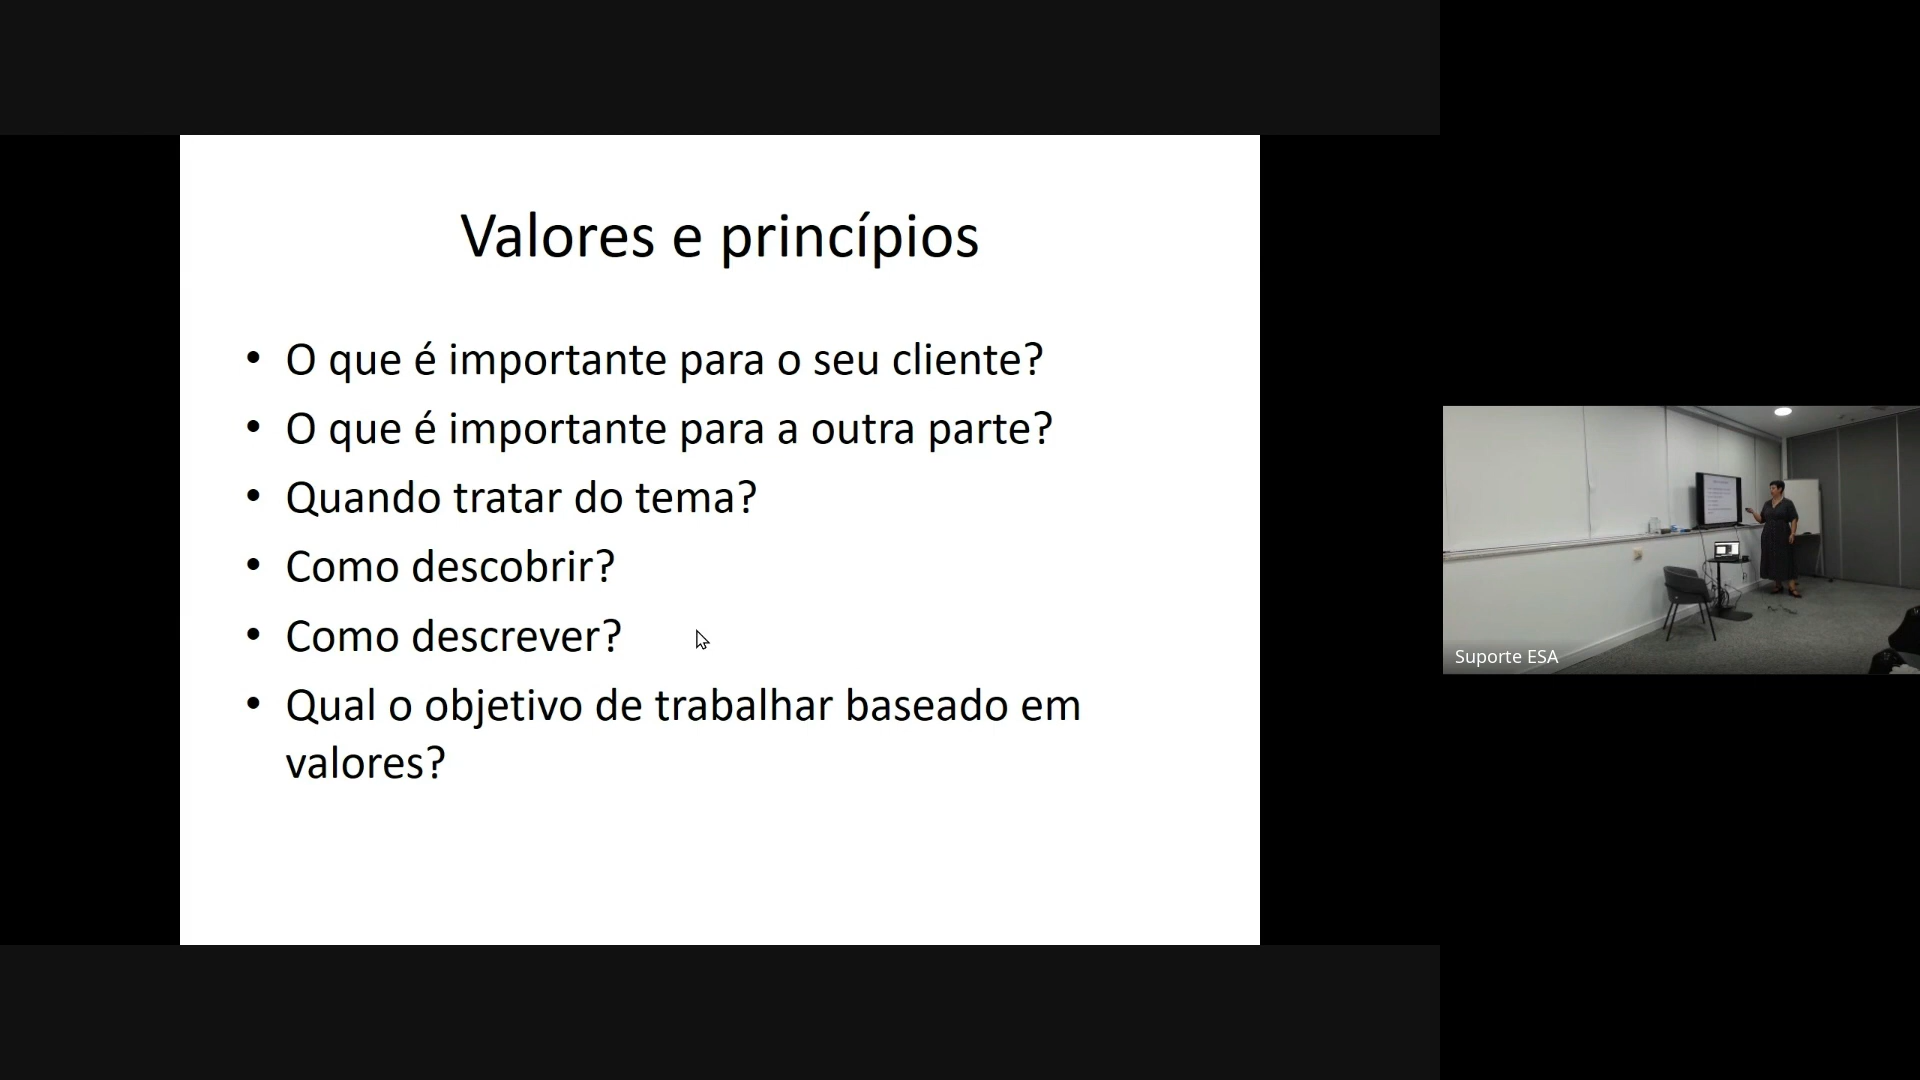 Valores e princípios
• O que é importante para o seu cliente?
• O que é importante para a outra parte?
• Quando tratar do tema?
• Como descobrir?
• Como descrever?
• Qual o objetivo de trabalhar baseado em
valores?
Suporte ESA